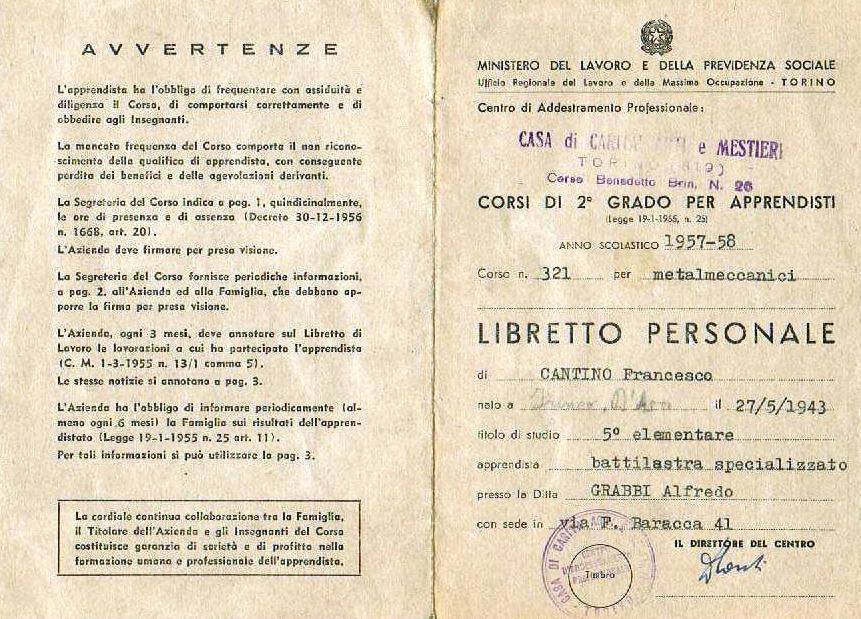 AVVERTENZE
L'apprendista ha l'obbligo di frequentare con assiduità e
diligenza il Corso, di comportarsi correttamente e di
obbedire agli Insegnanti.
La mancata frequenza del Corso comporta il non ricono-
scimento della qualifica di apprendista, con conseguente
perdita dei benefici e delle agevolazioni derivanti.
La Segreteria del Corso indica a pag. 1, quindicinalmente,
le ore di presenza e di assenza (Decreto 30-12-1956
n. 1668, art. 20).
L'Azienda deve firmare per presa visione.
La Segreteria del Corso fornisce periodiche informazioni,
a pag. 2, all'Azienda ed alla Famiglia, che debbono ap-
porre la firma per presa visione.
L'Azienda, ogni 3 mesi, deve annotare sul Libretto di
Lavoro le lavorazioni a cui ha partecipato l'apprendista
(C. M. 1-3-1955 n. 13/1 comma 5).
Le stesse notizie si annotano a pag. 3.
L'Azienda ha l'obbligo di informare periodicamente (al-
meno ogni 6 mesi) la Famiglia sui risultati dell'appren-
distato (Legge 19-1-1955 n. 25 art. 11).
Per tali informazioni si può utilizzare la pag. 3.
La cordiale continua collaborazione tra la Famiglia,
il Titolare dell'Azienda e gli Insegnanti del Corso
costituisce garanzia di serietà e di profitto nella
formazione umana e professionale dell'apprendista.
MINISTERO DEL LAVORO E DELLA PREVIDENZA SOCIALE
Ufficio Regionale del Lavoro e della Massima Occupazione - TORINO
Centro di Addestramento Professionale:
CASA di CARITÀ ARTI e MESTIERI
TORINO (819)
Corso Benedetto Brin, N. 26
CORSI DI 2° GRADO PER APPRENDISTI
(Legge 19-1-1955, n. 25)
ANNO SCOLASTICO 1957-58
Corso n. 321 per metalmeccanici
LIBRETTO PERSONALE
di CANTINO Francesco
nato a il 27/5/1943
titolo di studio 5° elementare
apprendista battilastra specializzato
presso la Ditta GRABBI Alfredo
con sede in via F. Baracca 41
IL DIRETTORE DEL CENTRO
CASA DI CARITÀ
Timbro
TORINO